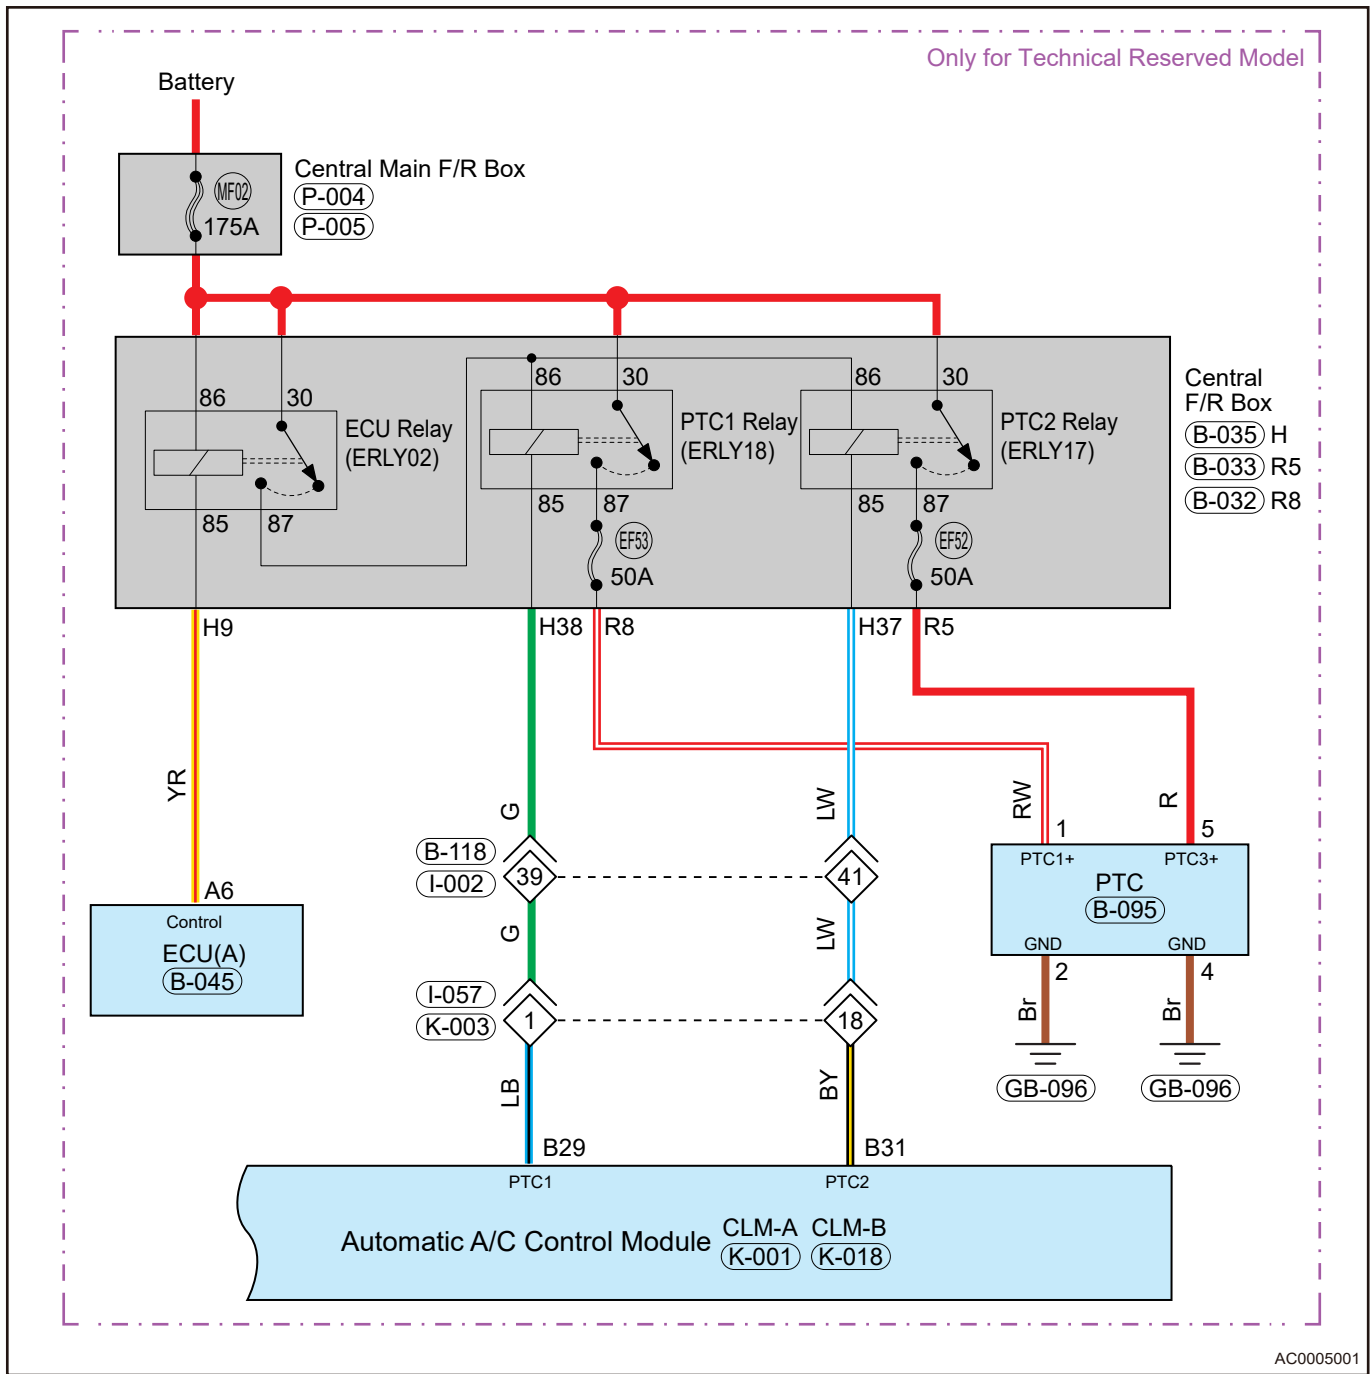 Only for Technical Reserved Model
Battery
Central Main F/R Box
MF02
P-004
175A
P-005
86
30
86
30
86
30
Central
F/R Box
B-035 H
B-033 R5
B-032 R8
ECU Relay
(ERLY02)
PTC1 Relay
(ERLY18)
PTC2 Relay
(ERLY17)
85
87
85
87
85
87
EF53
50A
EF52
50A
H9
H38
R8
H37
R5
YR
G
LW
RW
R
1
5
B-118
I-002
39
41
PTC1+
PTC3+
PTC
B-095
GND
GND
2
4
A6
Control
ECU(A)
B-045
G
LW
Br
Br
I-057
K-003
1
18
GB-096
GB-096
LB
BY
B29
B31
PTC1
PTC2
Automatic A/C Control Module
CLM-A
K-001
CLM-B
K-018
AC0005001